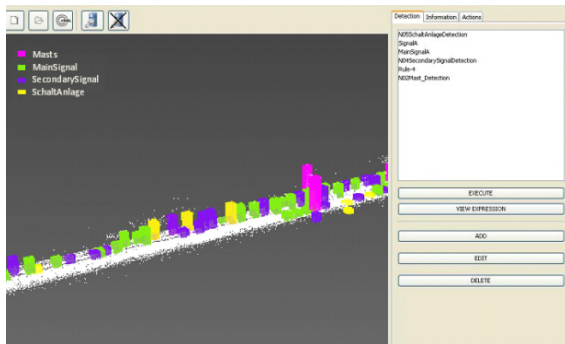 Detection Information Actions
N05SchaltAnlageDetection
SignalA
MainSignalA
N04SecondarySignalDetection
Rule-4
N02Mast_Detection
Masts
MainSignal
SecondarySignal
SchaltAnlage
EXECUTE
VIEW EXPRESSION
ADD
EDIT
DELETE